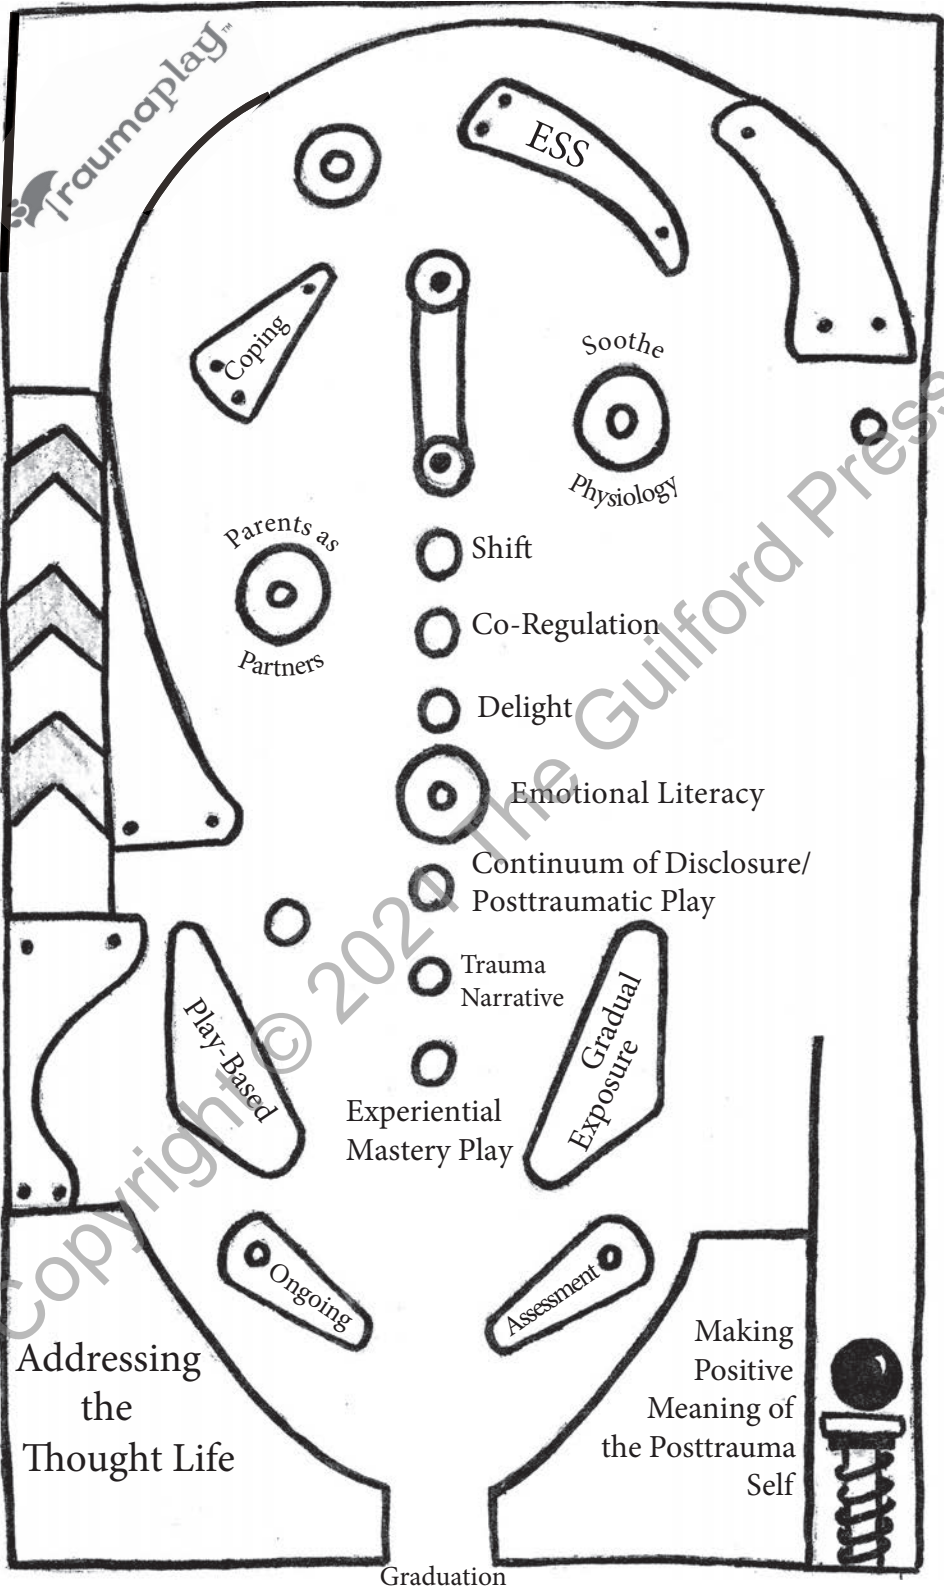 Traumaplay™
ESS
Coping
Soothe
Physiology
Parents as
Partners
Shift
Co-Regulation
Delight
Emotional Literacy
Continuum of Disclosure/
Posttraumatic Play
Trauma
Narrative
Play-Based
Gradual
Exposure
Experiential
Mastery Play
Ongoing
Assessment
Addressing
the
Thought Life
Making
Positive
Meaning of
the Posttrauma
Self
Graduation
Copyright © 2021 The Guilford Press